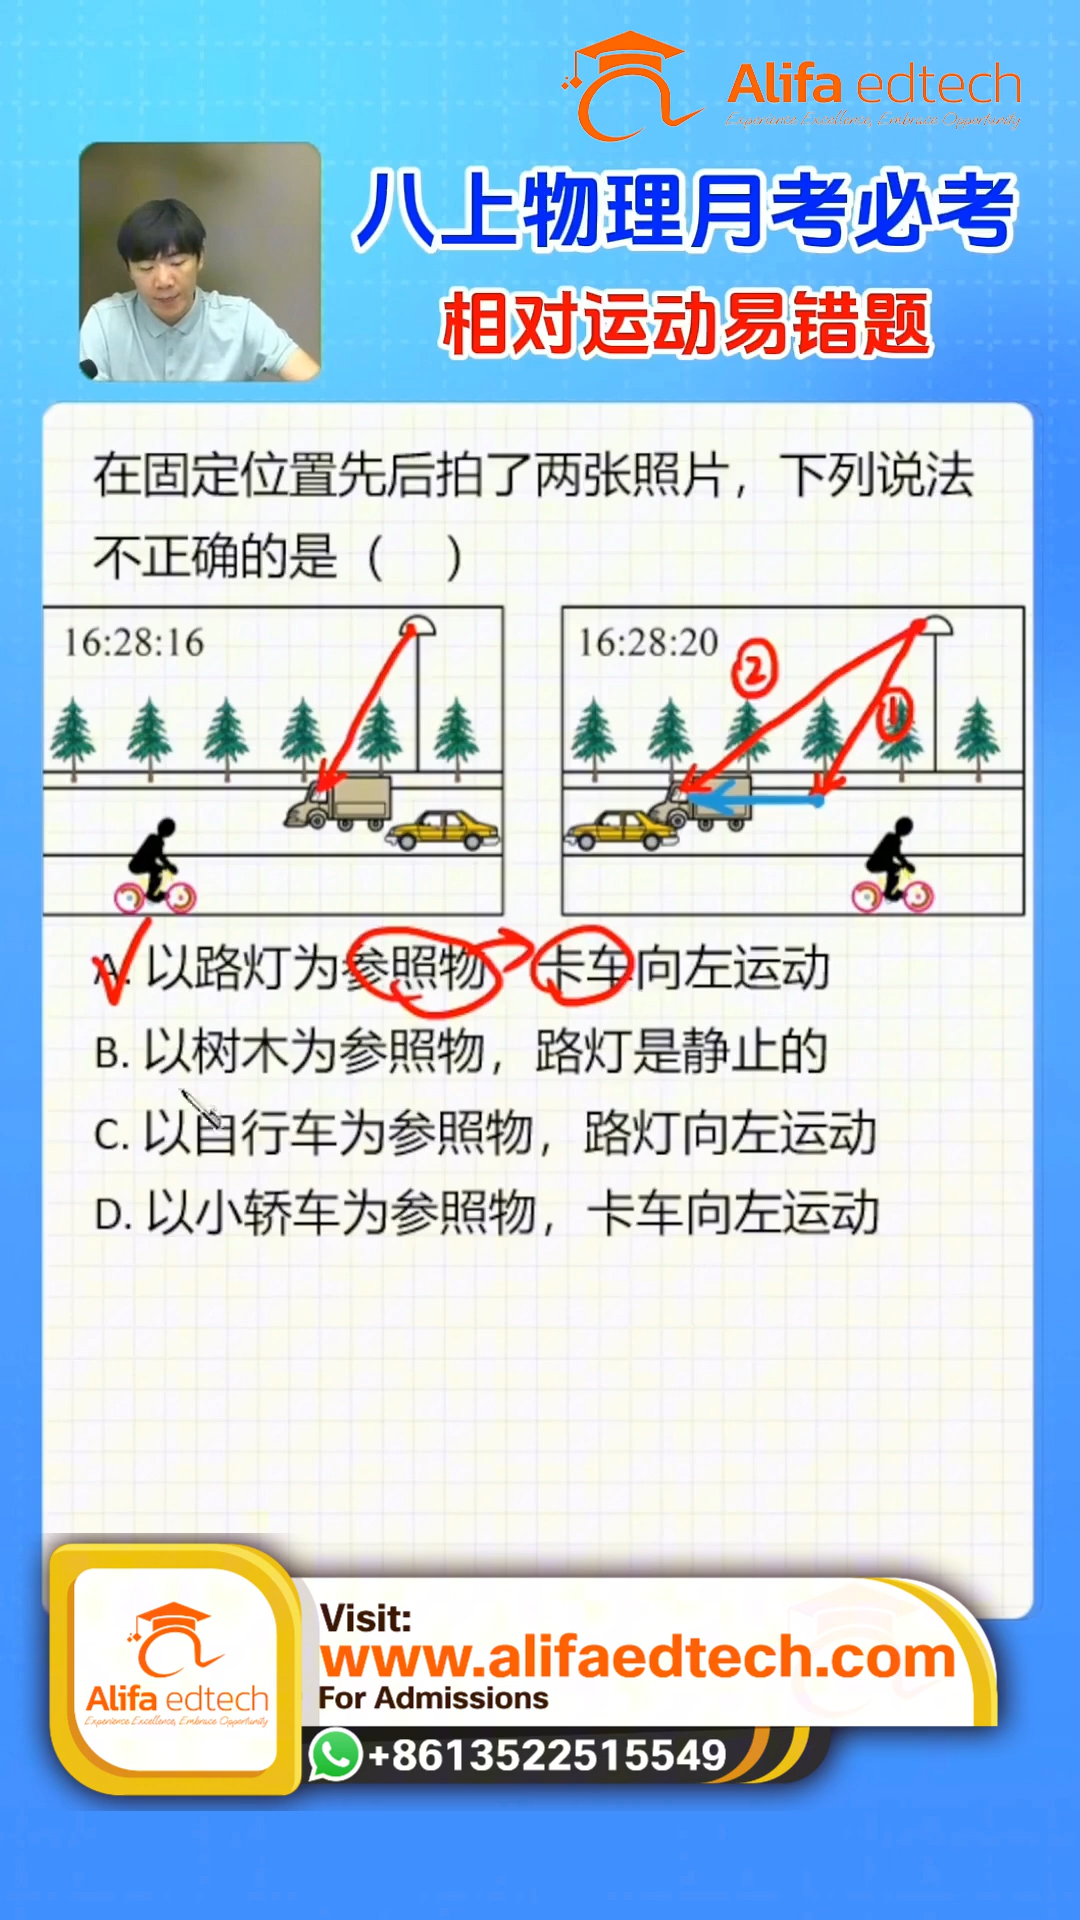 Alifa edtech
Experience Excellence, Embrace Opportunity
八上物理月考必考
相对运动易错题
在固定位置先后拍了两张照片，下列说法
不正确的是（ ）
16:28:16
16:28:20
②
①
A. 以路灯为参照物，卡车向左运动
B. 以树木为参照物，路灯是静止的
C. 以自行车为参照物，路灯向左运动
D. 以小轿车为参照物，卡车向左运动
Visit:
www.alifaedtech.com
For Admissions
Alifa edtech
Experience Excellence, Embrace Opportunity
+8613522515549